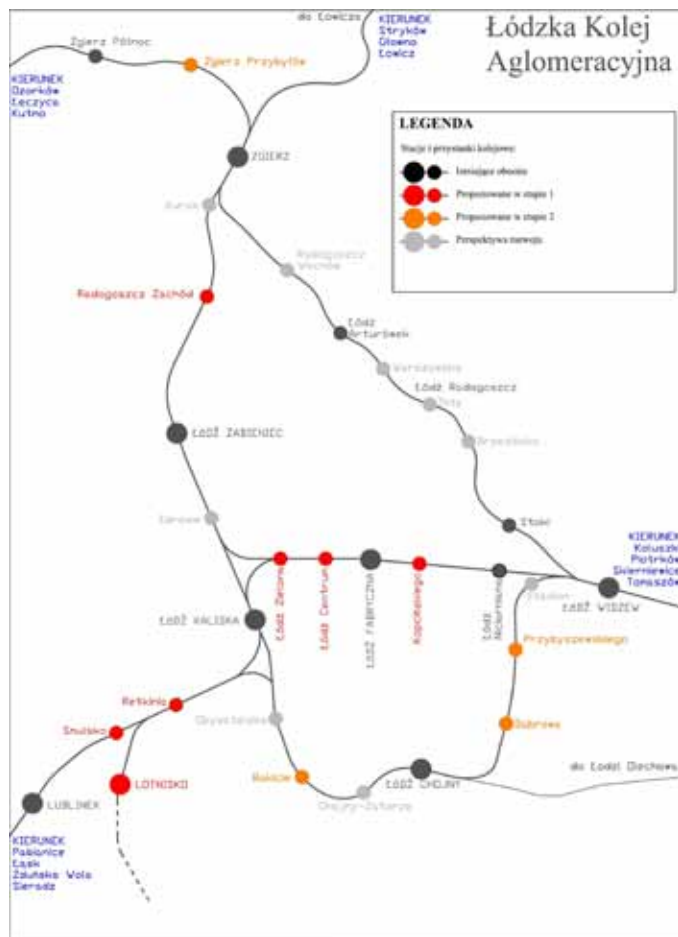 do Łowicza
KIERUNEK
Stryków
Głowno
Łowicz
Łódzka Kolej
Aglomeracyjna
Zgierz Północ
Zgierz Przybyłów
KIERUNEK
Ozorków
Łęczyca
Kutno
LEGENDA
Stacje i przystanki kolejowe:
Istniejące obecnie
Proponowane w etapie 1
Proponowane w etapie 2
Perspektywa rozwoju
ZGIERZ
Radogoszcz
Wschód
Radogoszcz Zachód
Łódź
Arturówek
Warszawska
Łódź Radogoszcz
ŁÓDŹ ŻABIENIEC
Stoki
KIERUNEK
Koluszki
Piotrków
Skierniewice
Tomaszów
Łódź Zielona
Łódź Centrum
ŁÓDŹ FABRYCZNA
Kopcińskiego
Łódź
Niciarniana
ŁÓDŹ WIDZEW
ŁÓDŹ KALISKA
Przybyszewskiego
Retkinia
Smulsko
Dąbrowa
LOTNISKO
LUBLINEK
Rokicie
ŁÓDŹ CHOJNY
do Łodzi Olechowa
KIERUNEK
Pabianice
Łask
Zduńska Wola
Sieradz